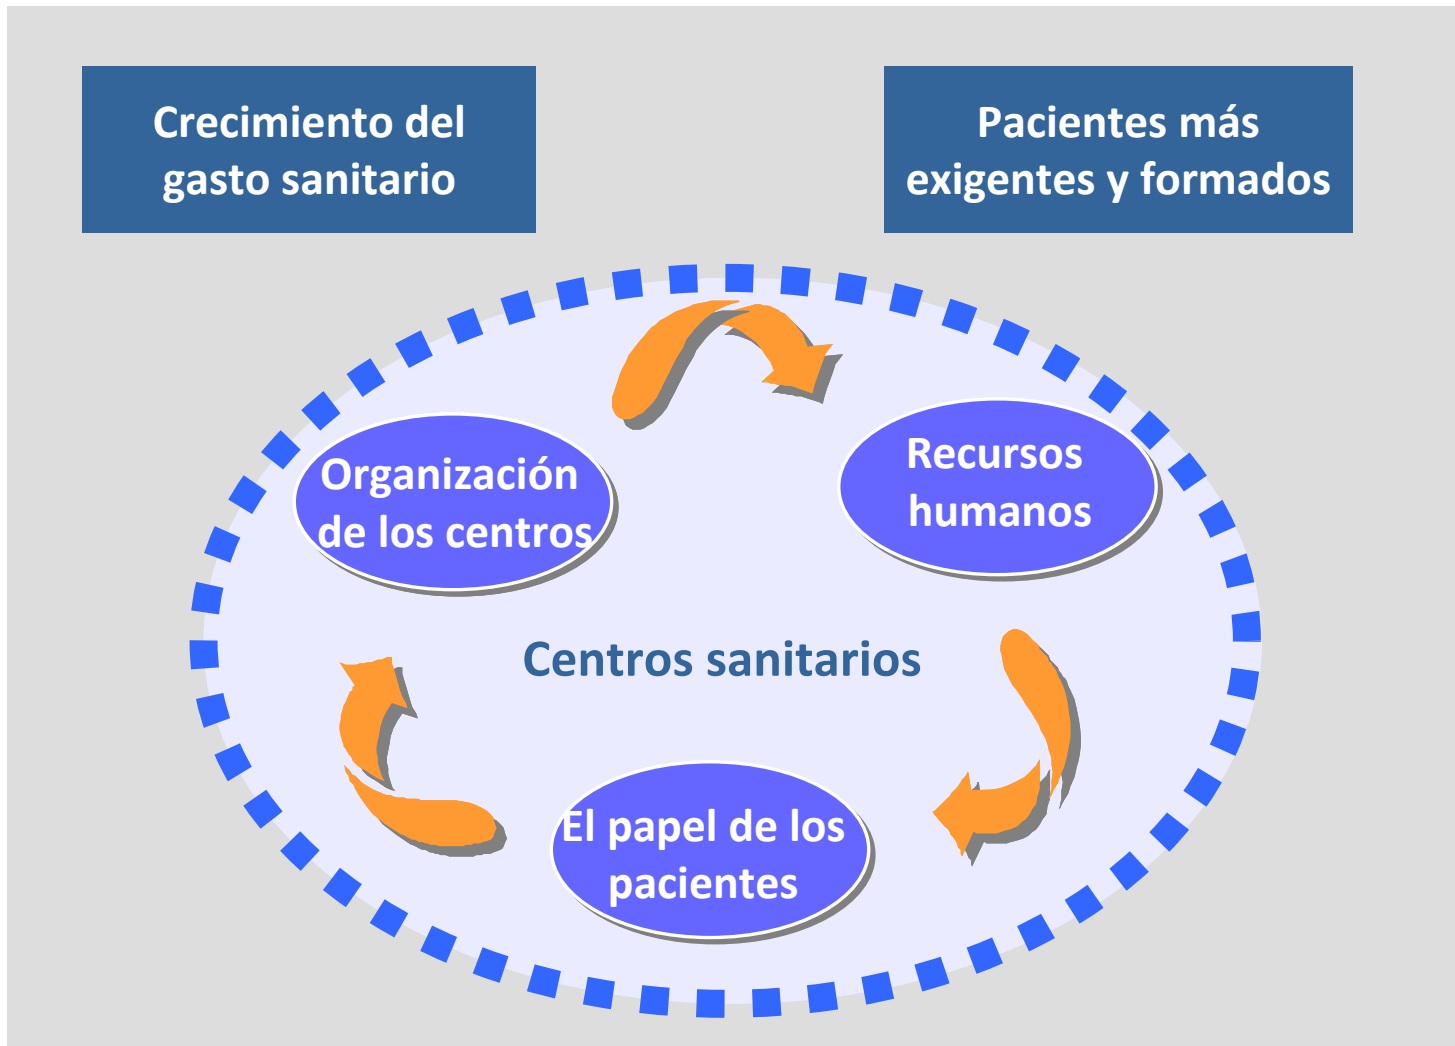 Crecimiento del
gasto sanitario
Pacientes más
exigentes y formados
Organización
de los centros
Recursos
humanos
Centros sanitarios
El papel de los
pacientes